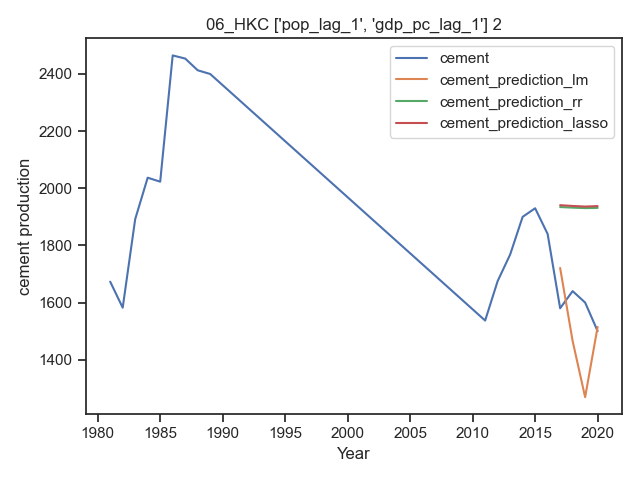 06_HKC ['pop_lag_1', 'gdp_pc_lag_1'] 2
cement
cement_prediction_lm
cement_prediction_rr
cement_prediction_lasso
cement production
2400
2200
2000
1800
1600
1400
1980 1985 1990 1995 2000 2005 2010 2015 2020
Year